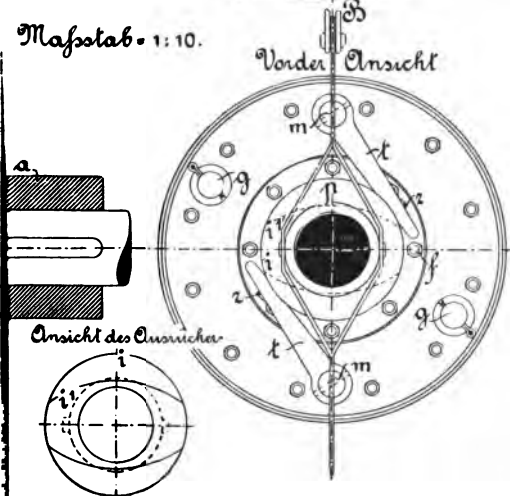 Maßstab = 1:10.
B
Vorder Ansicht
m
t
a
g
r
n
i'
i
f
r
g
t
Ansicht des Ausrücker
m
i
i'